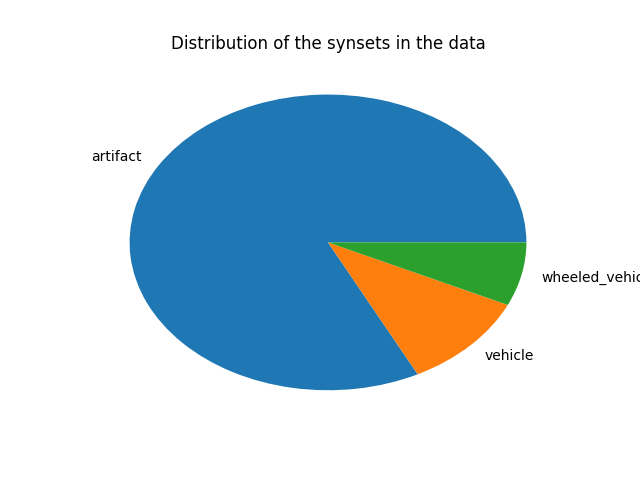 Distribution of the synsets in the data
artifact
wheeled_vehic
vehicle